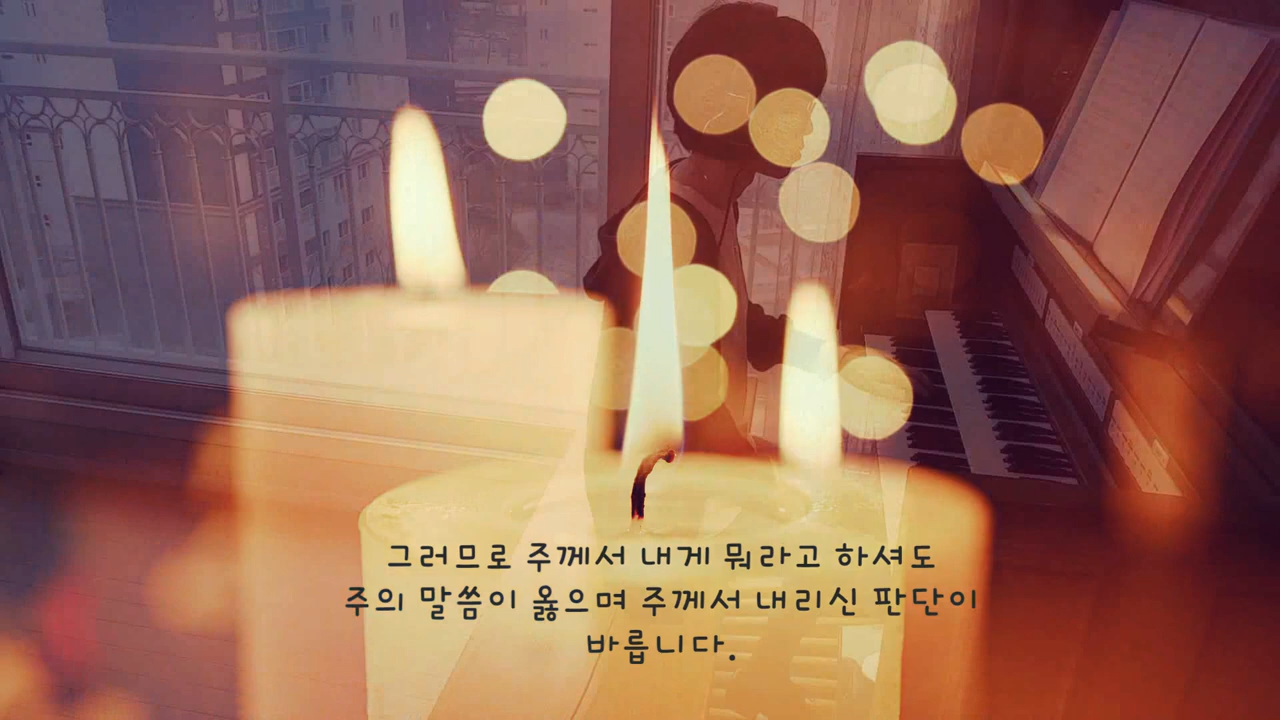 그러므로 주께서 내게 뭐라고 하셔도
주의 말씀이 옳으며 주께서 내리신 판단이
바릅니다.